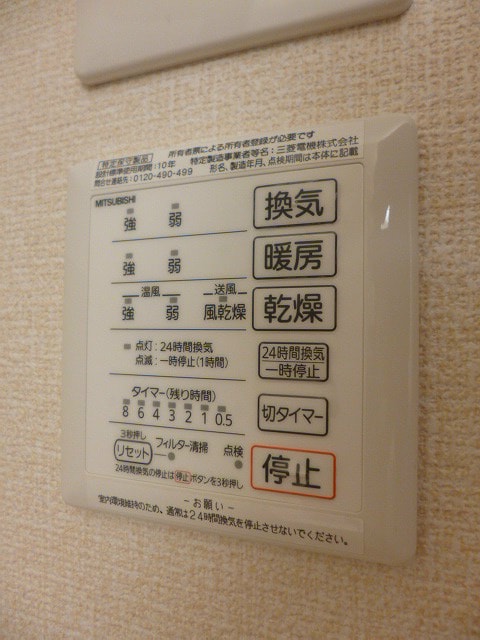 特定保守製品 所有者票による所有者登録が必要です
設計標準使用期間:10年 特定製造事業者等名:三菱電機株式会社
問合せ連絡先:0120-490-499 形名、製造年月、点検期間は本体に記載
MITSUBISHI
強 弱 換気
強 弱 暖房
温風 送風
強 弱 風乾燥 乾燥
点灯:24時間換気
点滅:一時停止(1時間)
24時間換気
一時停止
タイマー(残り時間)
8 6 4 3 2 1 0.5
切タイマー
3秒押し
リセット フィルター清掃 点検
停止
24時間換気の停止は停止ボタンを3秒押し
-お願い-
室内環境維持のため、通常は24時間換気を停止させないでください。